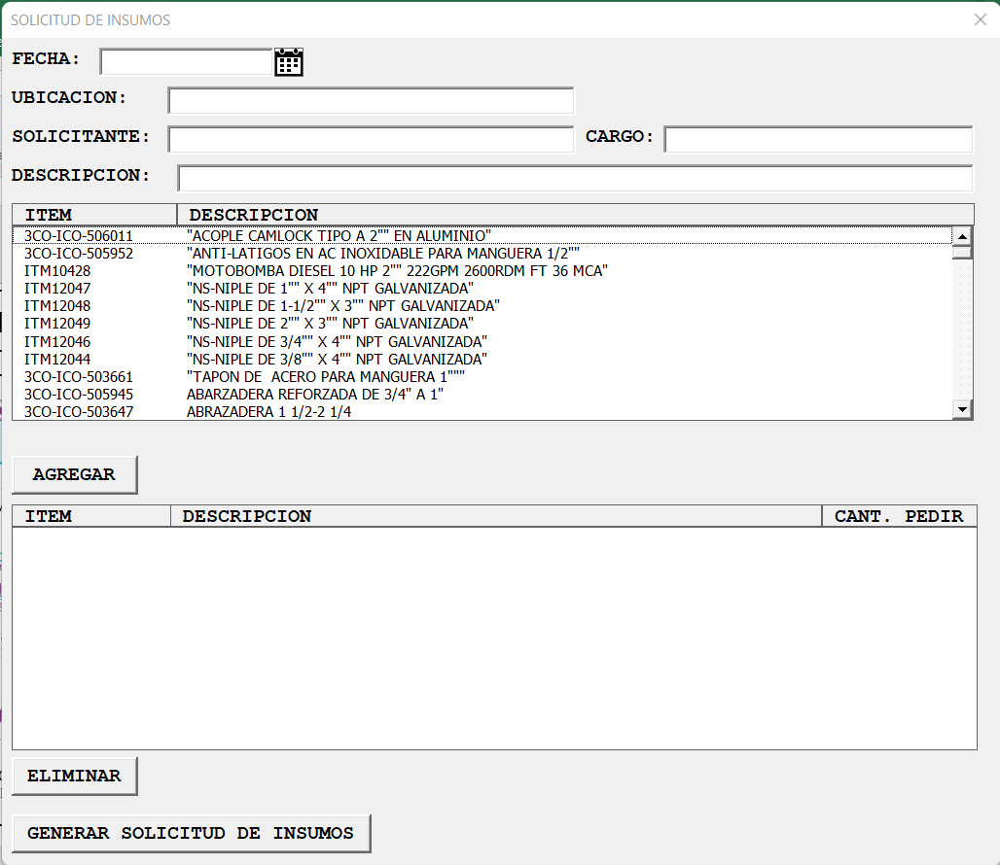 SOLICITUD DE INSUMOS
FECHA:
UBICACION:
SOLICITANTE: CARGO:
DESCRIPCION:
ITEM DESCRIPCION
3CO-ICO-506011 "ACOPLE CAMLOCK TIPO A 2"" EN ALUMINIO"
3CO-ICO-505952 "ANTI-LATIGOS EN AC INOXIDABLE PARA MANGUERA 1/2""
ITM10428 "MOTOBOMBA DIESEL 10 HP 2"" 222GPM 2600RDM FT 36 MCA"
ITM12047 "NS-NIPLE DE 1"" X 4"" NPT GALVANIZADA"
ITM12048 "NS-NIPLE DE 1-1/2"" X 3"" NPT GALVANIZADA"
ITM12049 "NS-NIPLE DE 2"" X 3"" NPT GALVANIZADA"
ITM12046 "NS-NIPLE DE 3/4"" X 4"" NPT GALVANIZADA"
ITM12044 "NS-NIPLE DE 3/8"" X 4"" NPT GALVANIZADA"
3CO-ICO-503661 "TAPON DE  ACERO PARA MANGUERA 1"""
3CO-ICO-505945 ABARZADERA REFORZADA DE 3/4" A 1"
3CO-ICO-503647 ABRAZADERA 1 1/2-2 1/4
AGREGAR
ITEM DESCRIPCION CANT. PEDIR
ELIMINAR
GENERAR SOLICITUD DE INSUMOS